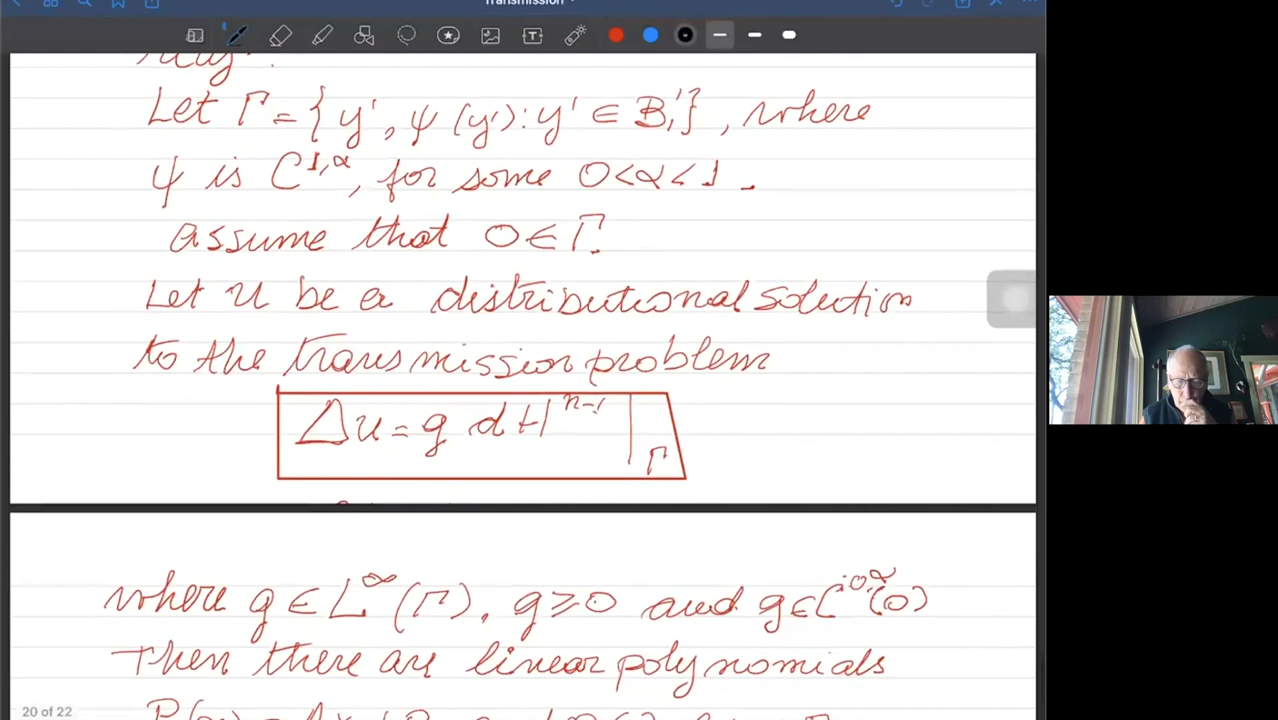 Transmission
Let Γ = { y', ψ(y') : y' ∈ B₁' }, where
ψ is C^{1,α}, for some 0<α<1.
assume that 0 ∈ Γ.
Let u be a distributional solution
to the transmission problem
Δu = g dH^{n-1}|_Γ
where g ∈ L^∞(Γ), g ≥ 0 and g ∈ C^{0,α}(0)
Then there are linear polynomials
20 of 22